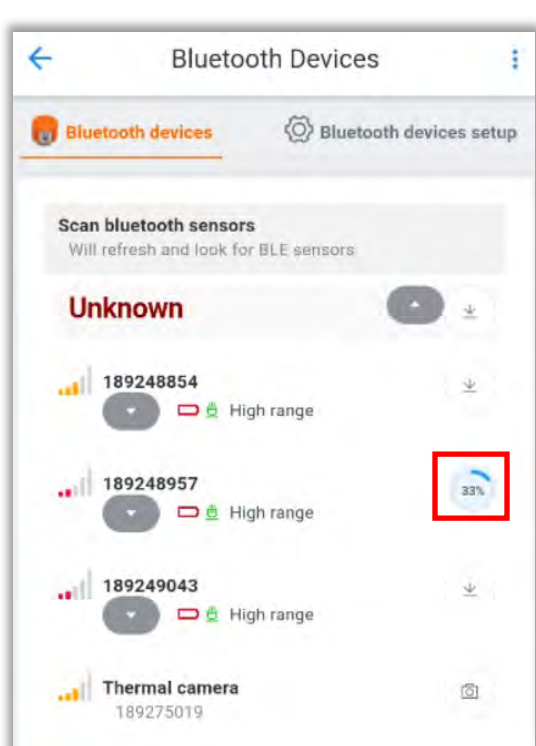 Bluetooth Devices
Bluetooth devices
Bluetooth devices setup
Scan bluetooth sensors
Will refresh and look for BLE sensors
Unknown
189248854
High range
189248957
33%
High range
189249043
High range
Thermal camera
189275019